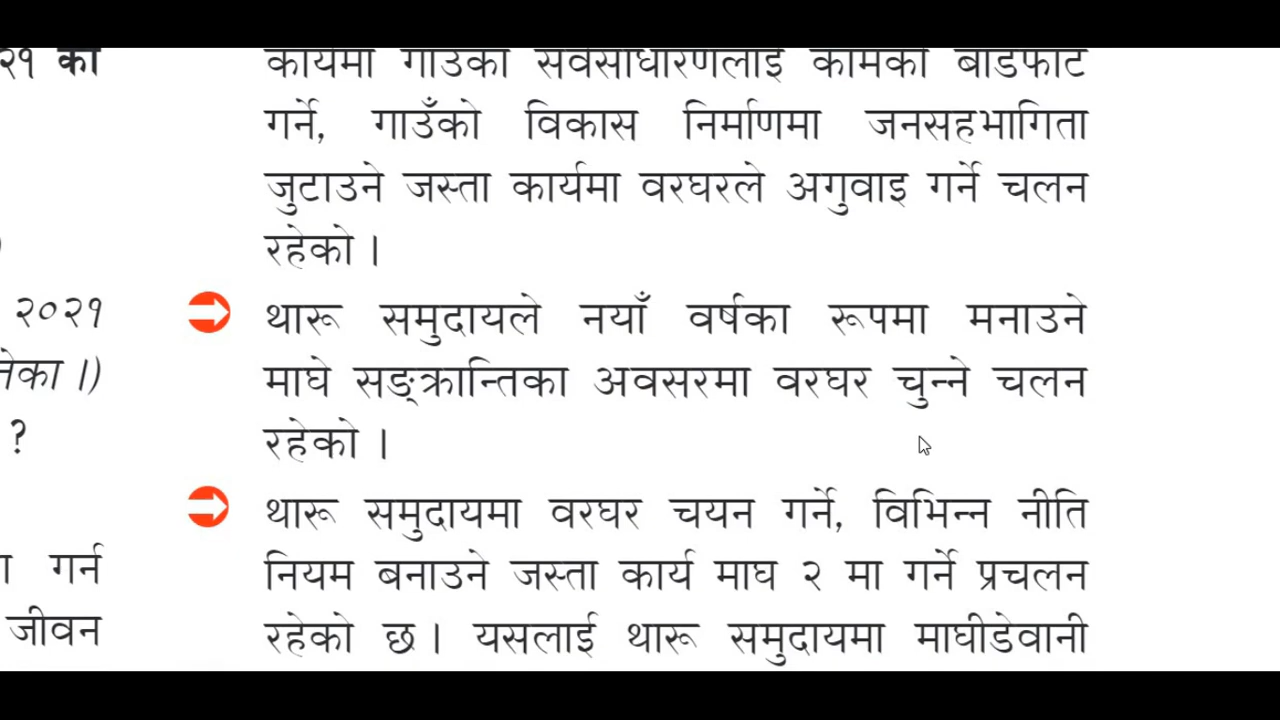 २१ को
२०२१
नेका ।)
?
ा गर्न
जीवन
कार्यमा गाउँको सर्वसाधारणलाई कामको बाँडफाँट
गर्ने, गाउँको विकास निर्माणमा जनसहभागिता
जुटाउने जस्ता कार्यमा वरघरले अगुवाइ गर्ने चलन
रहेको ।
थारू समुदायले नयाँ वर्षका रूपमा मनाउने
माघे सङ्क्रान्तिका अवसरमा वरघर चुन्ने चलन
रहेको ।
थारू समुदायमा वरघर चयन गर्ने, विभिन्न नीति
नियम बनाउने जस्ता कार्य माघ २ मा गर्ने प्रचलन
रहेको छ । यसलाई थारू समुदायमा माघीडेवानी